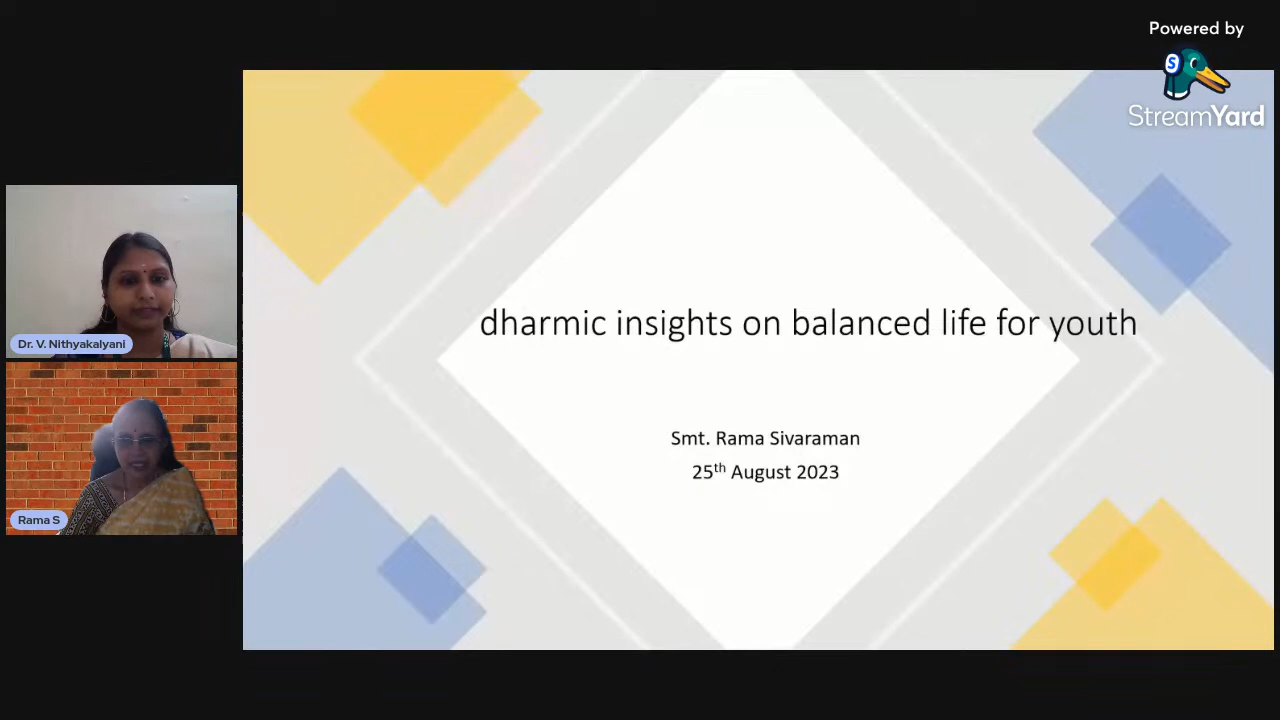 Powered by
StreamYard
dharmic insights on balanced life for youth
Smt. Rama Sivaraman
25th August 2023
Dr. V. Nithyakalyani
Rama S